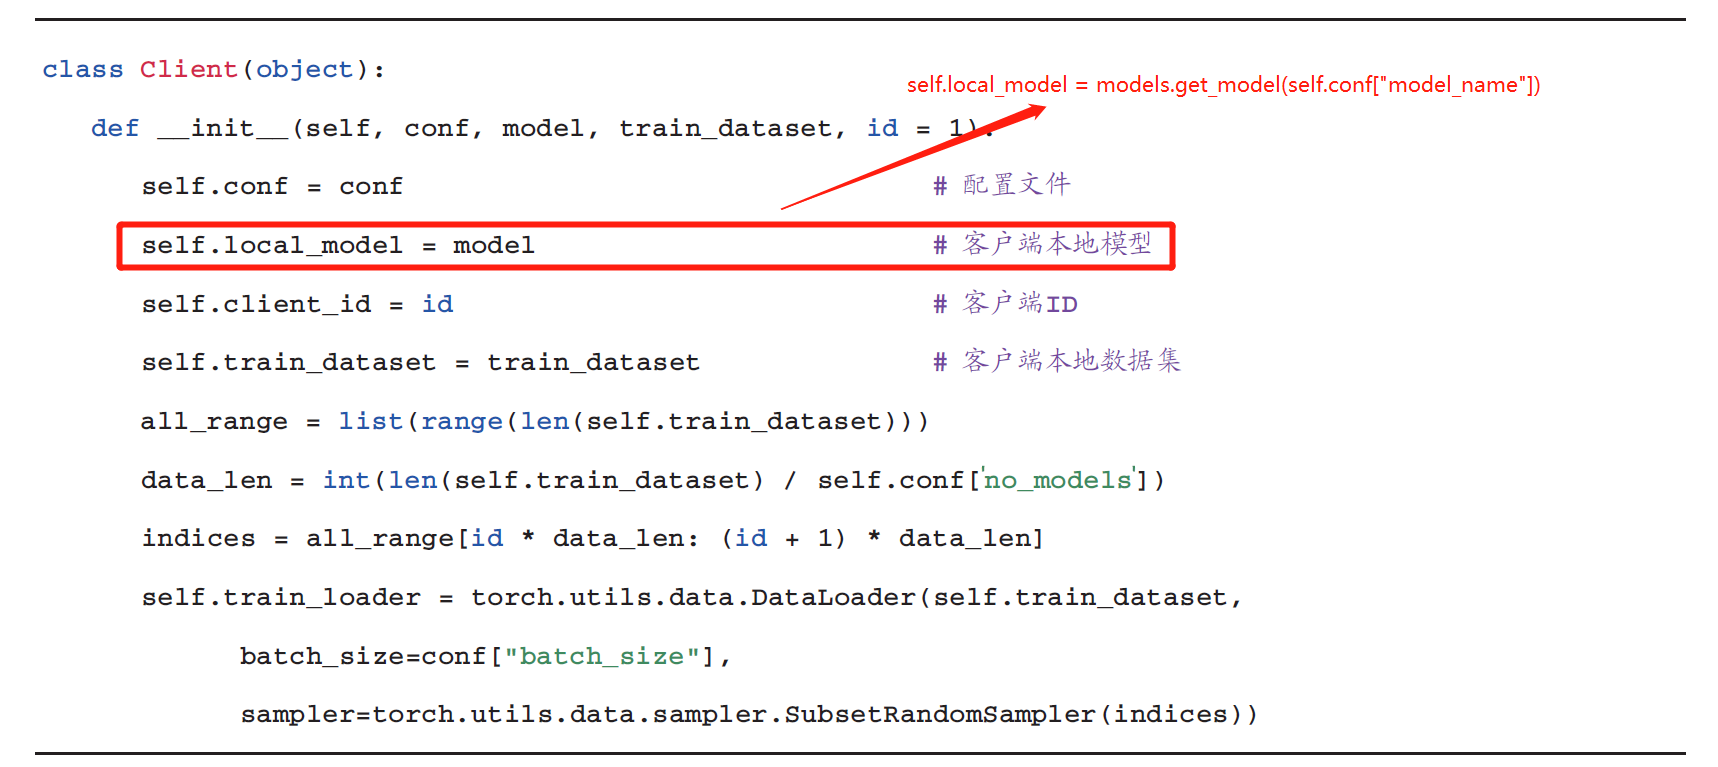 class Client(object):
self.local_model = models.get_model(self.conf["model_name"])
def __init__(self, conf, model, train_dataset, id = 1):
self.conf = conf # 配置文件
self.local_model = model # 客户端本地模型
self.client_id = id # 客户端ID
self.train_dataset = train_dataset # 客户端本地数据集
all_range = list(range(len(self.train_dataset)))
data_len = int(len(self.train_dataset) / self.conf['no_models'])
indices = all_range[id * data_len: (id + 1) * data_len]
self.train_loader = torch.utils.data.DataLoader(self.train_dataset,
batch_size=conf["batch_size"],
sampler=torch.utils.data.sampler.SubsetRandomSampler(indices))